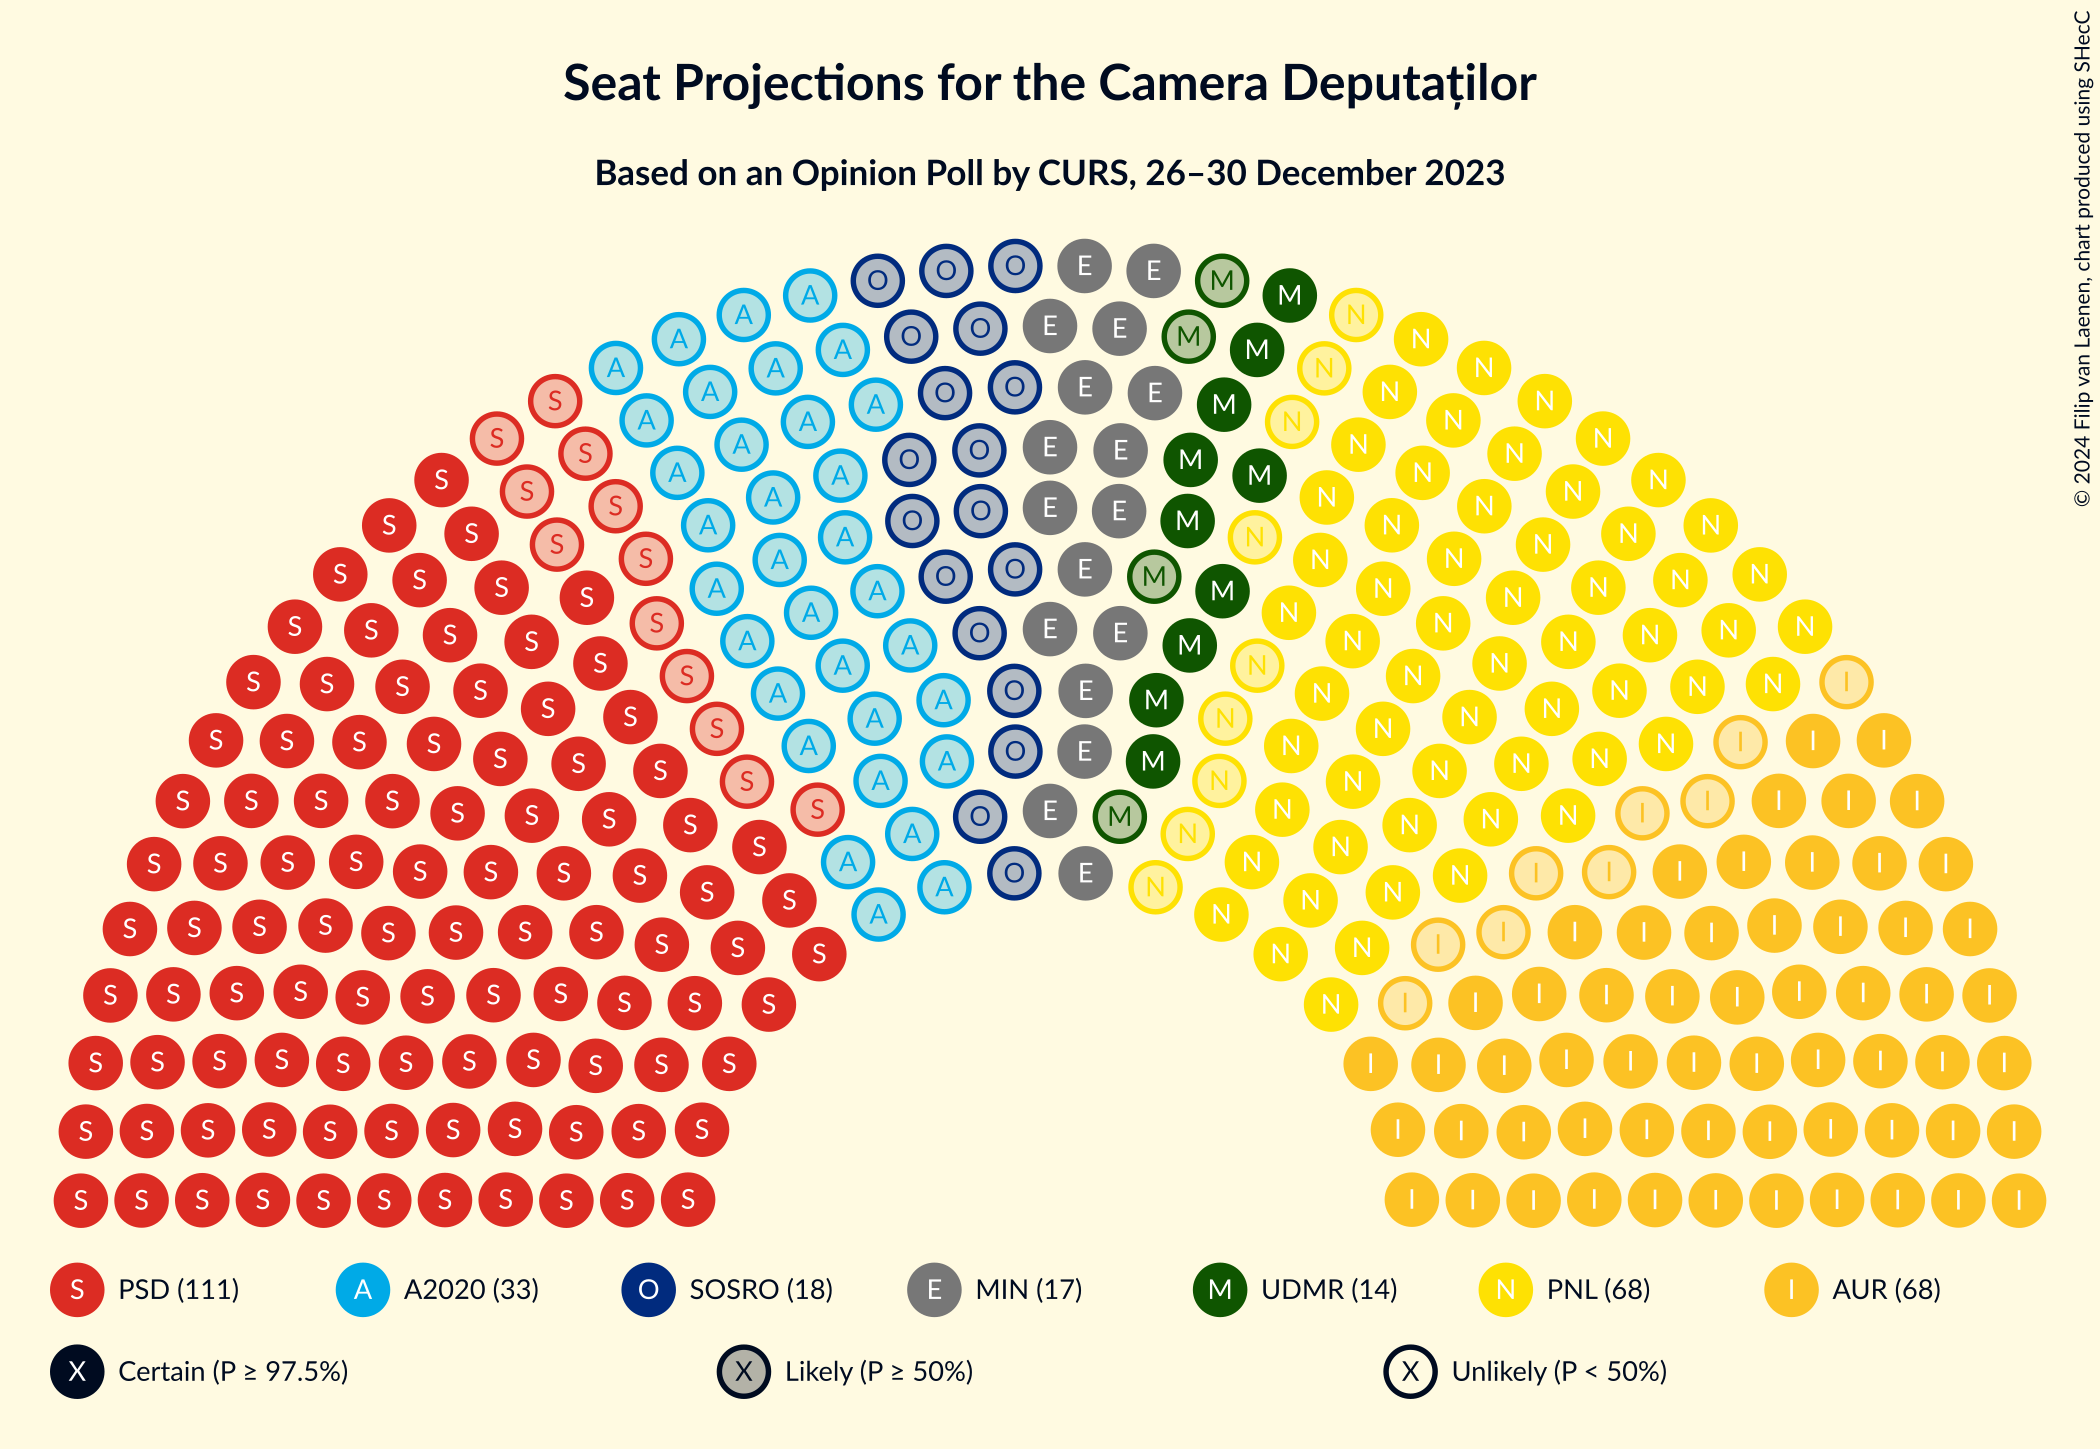 Seat Projections for the Camera Deputaților
Based on an Opinion Poll by CURS, 26–30 December 2023
© 2024 Filip van Laenen, chart produced using SHecC
S PSD (111) A A2020 (33) O SOSRO (18) E MIN (17) M UDMR (14) N PNL (68) I AUR (68)
X Certain (P ≥ 97.5%) X Likely (P ≥ 50%) X Unlikely (P < 50%)